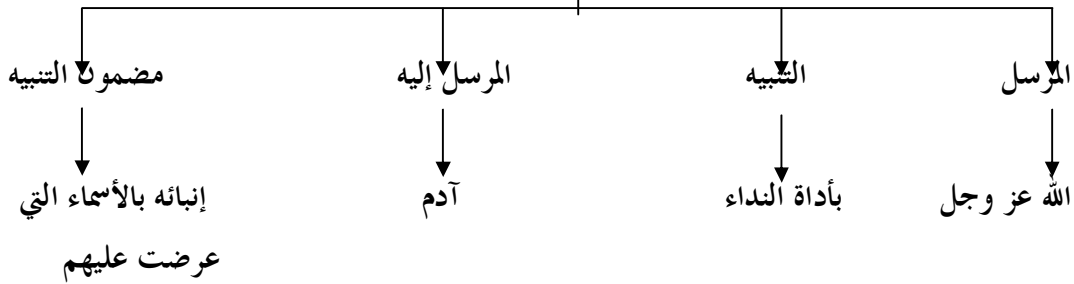 المرسل التنبيه المرسل إليه مضمون التنبيه
الله عز وجل بأداة النداء آدم إنبائه بالأسماء التي
عرضت عليهم